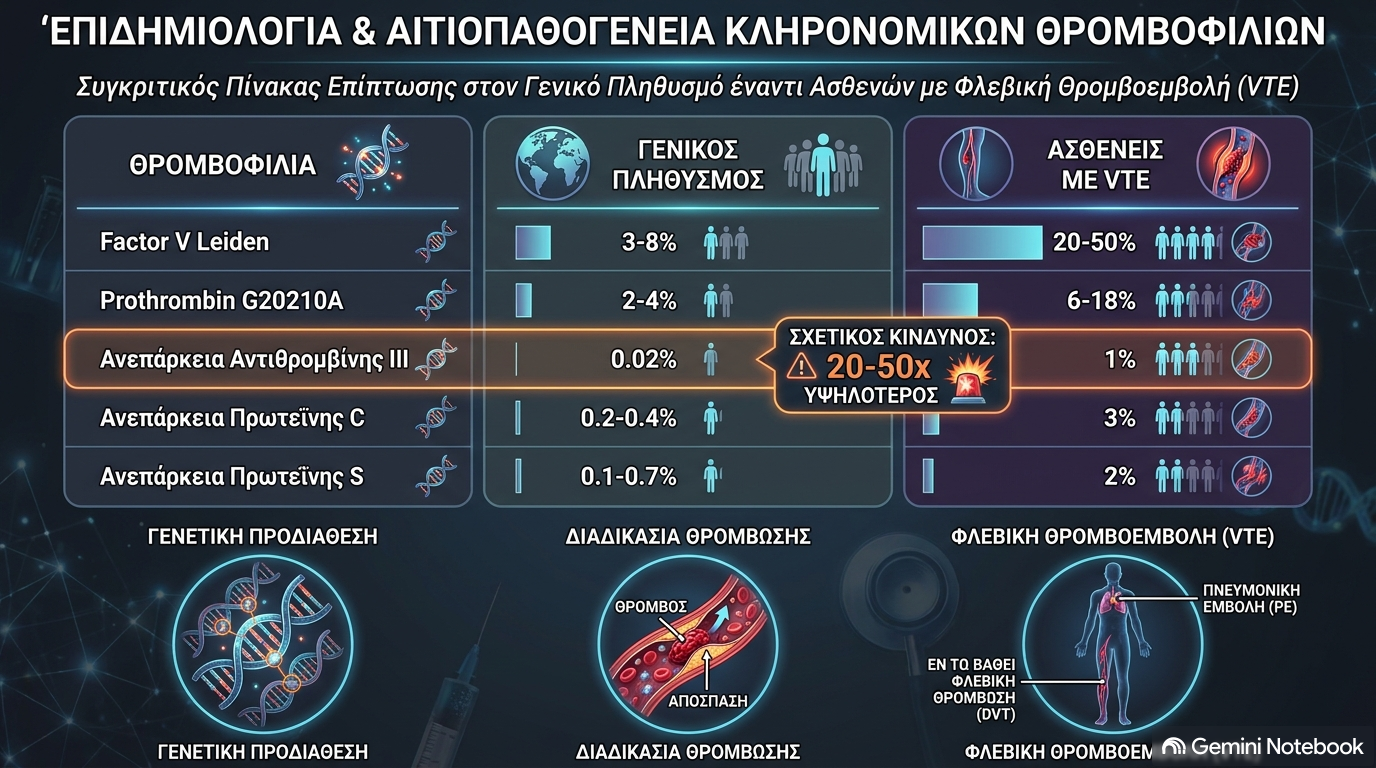 Ἐπιδημιολογια & ΑΙΤΙΟΠΑΘΟΓΕΝΕΙΑ ΚΛΗΡΟΝΟΜΙΚΩΝ ΘΡΟΜΒΟΦΙΛΙΩΝ
Συγκριτικός Πίνακας Επίπτωσης στον Γενικό Πληθυσμό έναντι Ασθενών με Φλεβική Θρομβοεμβολή (VTE)
ΘΡΟΜΒΟΦΙΛΙΑ
ΓΕΝΙΚΟΣ
ΠΛΗΘΥΣΜΟΣ
ΑΣΘΕΝΕΙΣ
ΜΕ VTE
Factor V Leiden 3-8% 20-50%
Prothrombin G20210A 2-4% 6-18%
Ανεπάρκεια Αντιθρομβίνης III 0.02% 1%
ΣΧΕΤΙΚΟΣ ΚΙΝΔΥΝΟΣ:
20-50x
ΥΨΗΛΟΤΕΡΟΣ
Ανεπάρκεια Πρωτεΐνης C 0.2-0.4% 3%
Ανεπάρκεια Πρωτεΐνης S 0.1-0.7% 2%
ΓΕΝΕΤΙΚΗ ΠΡΟΔΙΑΘΕΣΗ
ΔΙΑΔΙΚΑΣΙΑ ΘΡΟΜΒΩΣΗΣ
ΦΛΕΒΙΚΗ ΘΡΟΜΒΟΕΜΒΟΛΗ (VTE)
ΘΡΟΜΒΟΣ
ΑΠΟΣΠΑΣΗ
ΠΝΕΥΜΟΝΙΚΗ
ΕΜΒΟΛΗ (PE)
ΕΝ ΤΩ ΒΑΘΕΙ
ΦΛΕΒΙΚΗ
ΘΡΟΜΒΩΣΗ
(DVT)
ΓΕΝΕΤΙΚΗ ΠΡΟΔΙΑΘΕΣΗ
ΔΙΑΔΙΚΑΣΙΑ ΘΡΟΜΒΩΣΗΣ
ΦΛΕΒΙΚΗ
Gemini Notebook